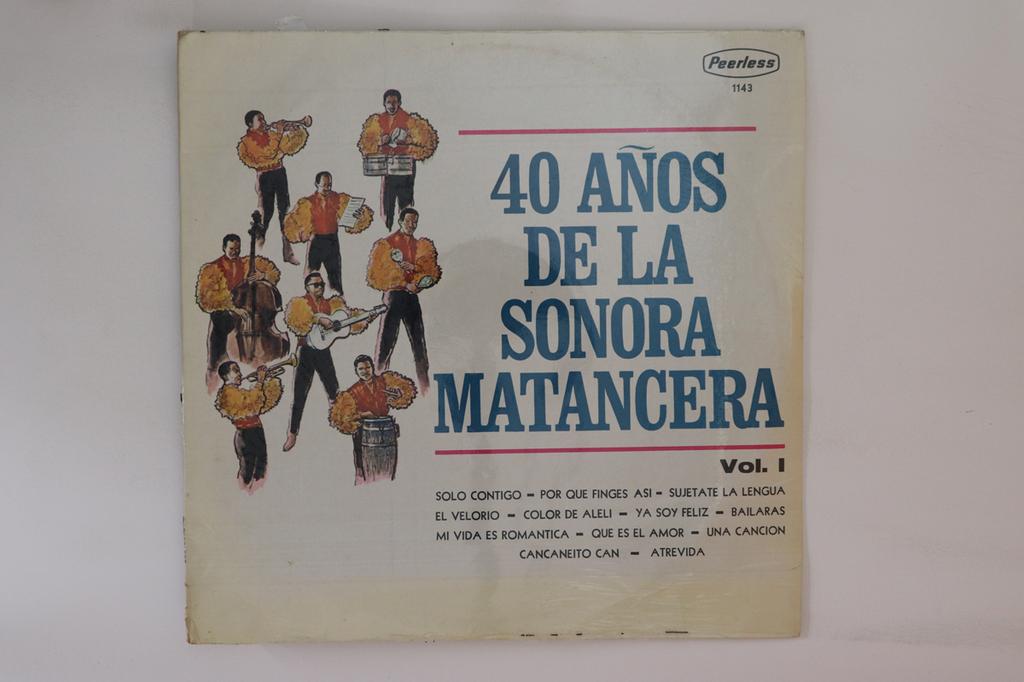 Peerless
1143
40 AÑOS
DE LA
SONORA
MATANCERA
Vol. I
SOLO CONTIGO - POR QUE FINGES ASI - SUJETATE LA LENGUA
EL VELORIO - COLOR DE ALELI - YA SOY FELIZ - BAILARAS
MI VIDA ES ROMANTICA - QUE ES EL AMOR - UNA CANCION
CANCANEITO CAN - ATREVIDA